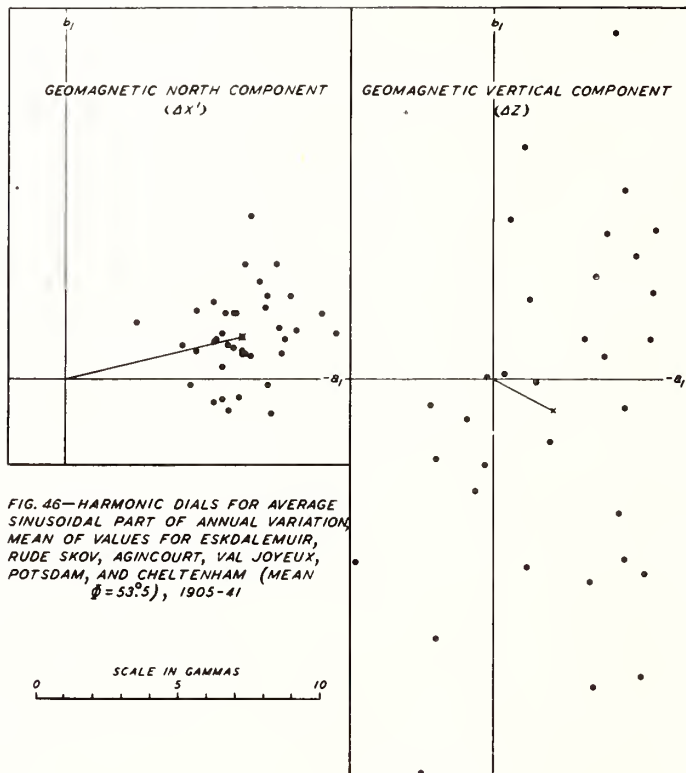 b₁
GEOMAGNETIC NORTH COMPONENT
(ΔX')
-a₁
b₁
GEOMAGNETIC VERTICAL COMPONENT
(ΔZ)
-a₁
FIG. 46—HARMONIC DIALS FOR AVERAGE
SINUSOIDAL PART OF ANNUAL VARIATION,
MEAN OF VALUES FOR ESKDALEMUIR,
RUDE SKOV, AGINCOURT, VAL JOYEUX,
POTSDAM, AND CHELTENHAM (MEAN
Φ=53°.5), 1905-41
SCALE IN GAMMAS
0 5 10